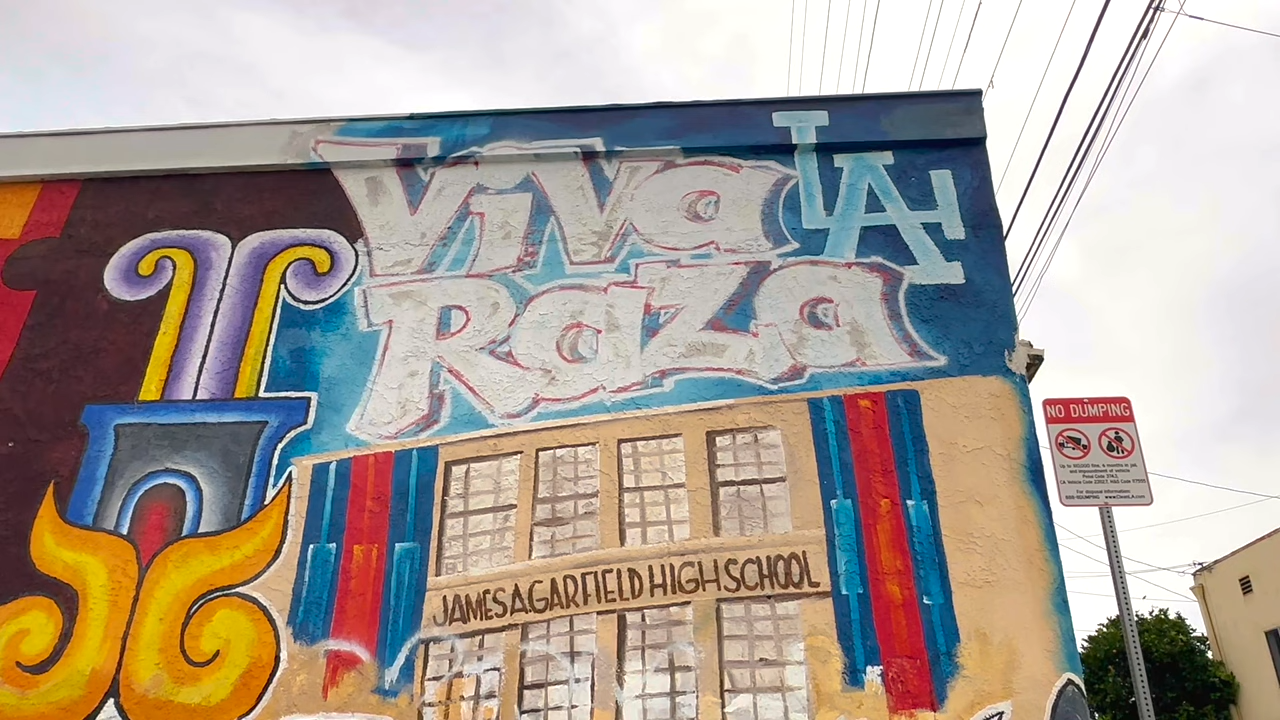 ViVa
LA
RaZa
JAMES A. GARFIELD HIGH SCHOOL
NO DUMPING